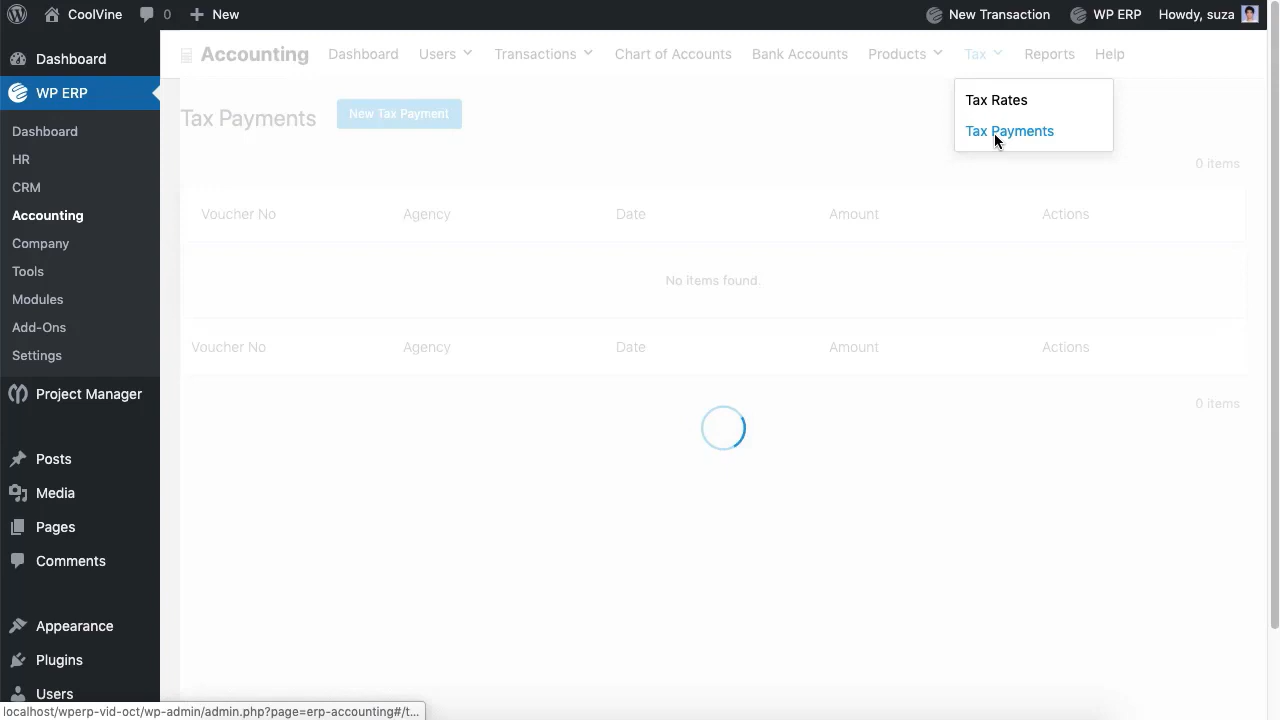 CoolVine 0 New New Transaction WP ERP Howdy, suza
Dashboard
WP ERP
Dashboard
HR
CRM
Accounting
Company
Tools
Modules
Add-Ons
Settings
Project Manager
Posts
Media
Pages
Comments
Appearance
Plugins
Users
Accounting Dashboard Users Transactions Chart of Accounts Bank Accounts Products Tax Reports Help
Tax Rates
Tax Payments
Tax Payments New Tax Payment
0 items
Voucher No Agency Date Amount Actions
No items found.
Voucher No Agency Date Amount Actions
0 items
localhost/wperp-vid-oct/wp-admin/admin.php?page=erp-accounting#/t...